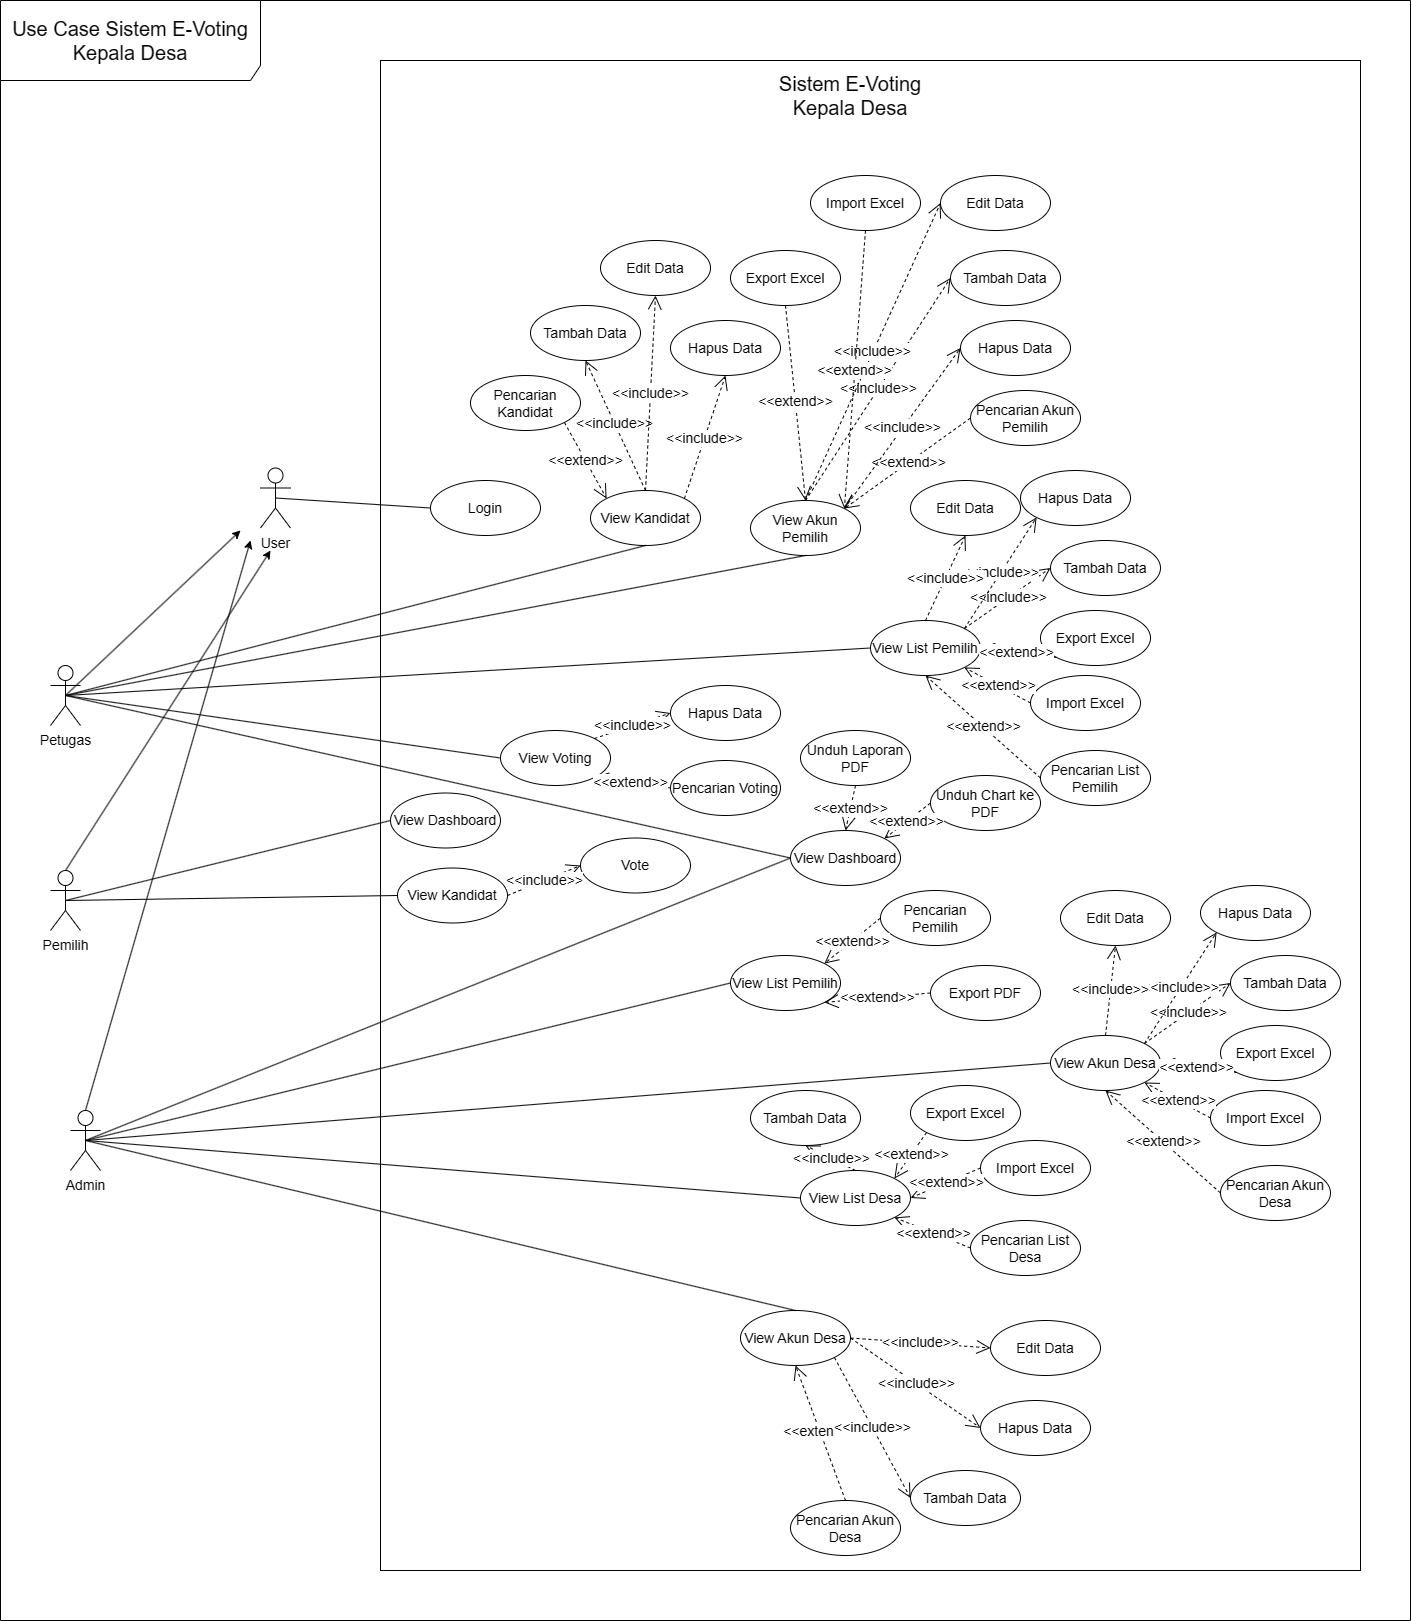 Use Case Sistem E-Voting
Kepala Desa
Sistem E-Voting
Kepala Desa
Import Excel
Edit Data
Edit Data
Export Excel
Tambah Data
Tambah Data
Hapus Data
Hapus Data
<<include>>
<<extend>>
<<include>>
Pencarian
Kandidat
<<include>>
<<extend>>
Pencarian Akun
Pemilih
<<include>>
<<include>>
<<include>>
<<extend>>
<<extend>>
User
Login
View Kandidat
View Akun
Pemilih
Edit Data
Hapus Data
<<include>>
include>>
Tambah Data
<<include>>
View List Pemilih
<<extend>>
Export Excel
<<extend>>
Import Excel
Petugas
<<include>>
Hapus Data
<<extend>>
View Voting
<<extend>>
Pencarian Voting
Unduh Laporan
PDF
Pencarian List
Pemilih
<<extend>>
<<extend>>
Unduh Chart ke
PDF
View Dashboard
View Dashboard
Vote
<<include>>
View Kandidat
Pemilih
Pencarian
Pemilih
<<extend>>
Edit Data
Hapus Data
View List Pemilih
<<extend>>
Export PDF
<<include>>
<<include>>
Tambah Data
<<include>>
View Akun Desa
<<extend>>
Export Excel
<<extend>>
Import Excel
Tambah Data
Export Excel
<<include>>
<<extend>>
<<extend>>
Import Excel
<<extend>>
Admin
View List Desa
Pencarian Akun
Desa
<<extend>>
Pencarian List
Desa
View Akun Desa
<<include>>
Edit Data
<<include>>
<<exten
<<include>>
Hapus Data
Tambah Data
Pencarian Akun
Desa